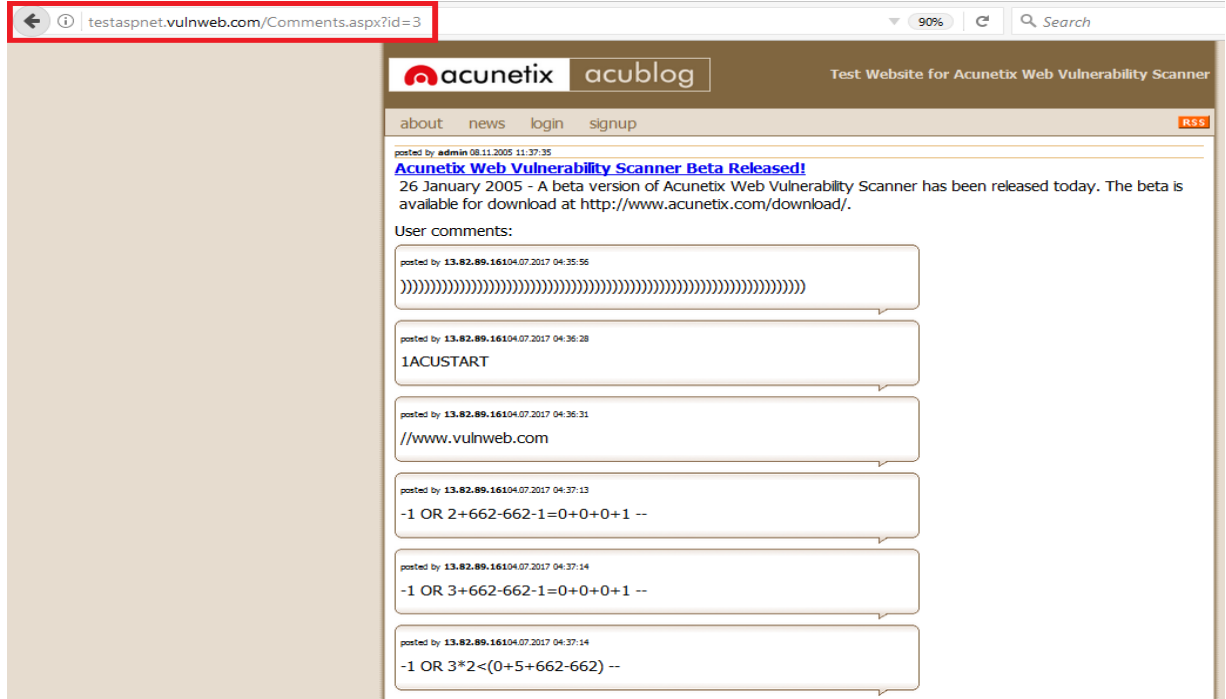 testaspnet.vulnweb.com/Comments.aspx?id=3
90%
Search
acunetix
acublog
Test Website for Acunetix Web Vulnerability Scanner
about news login signup
RSS
posted by admin 08.11.2005 11:37:35
Acunetix Web Vulnerability Scanner Beta Released!
26 January 2005 - A beta version of Acunetix Web Vulnerability Scanner has been released today. The beta is
available for download at http://www.acunetix.com/download/.
User comments:
posted by 13.82.89.16104.07.2017 04:35:56
))))))))))))))))))))))))))))))))))))))))))))))))))))))))))))))))))))))
posted by 13.82.89.16104.07.2017 04:36:28
1ACUSTART
posted by 13.82.89.16104.07.2017 04:36:31
//www.vulnweb.com
posted by 13.82.89.16104.07.2017 04:37:13
-1 OR 2+662-662-1=0+0+0+1 --
posted by 13.82.89.16104.07.2017 04:37:14
-1 OR 3+662-662-1=0+0+0+1 --
posted by 13.82.89.16104.07.2017 04:37:14
-1 OR 3*2<(0+5+662-662) --